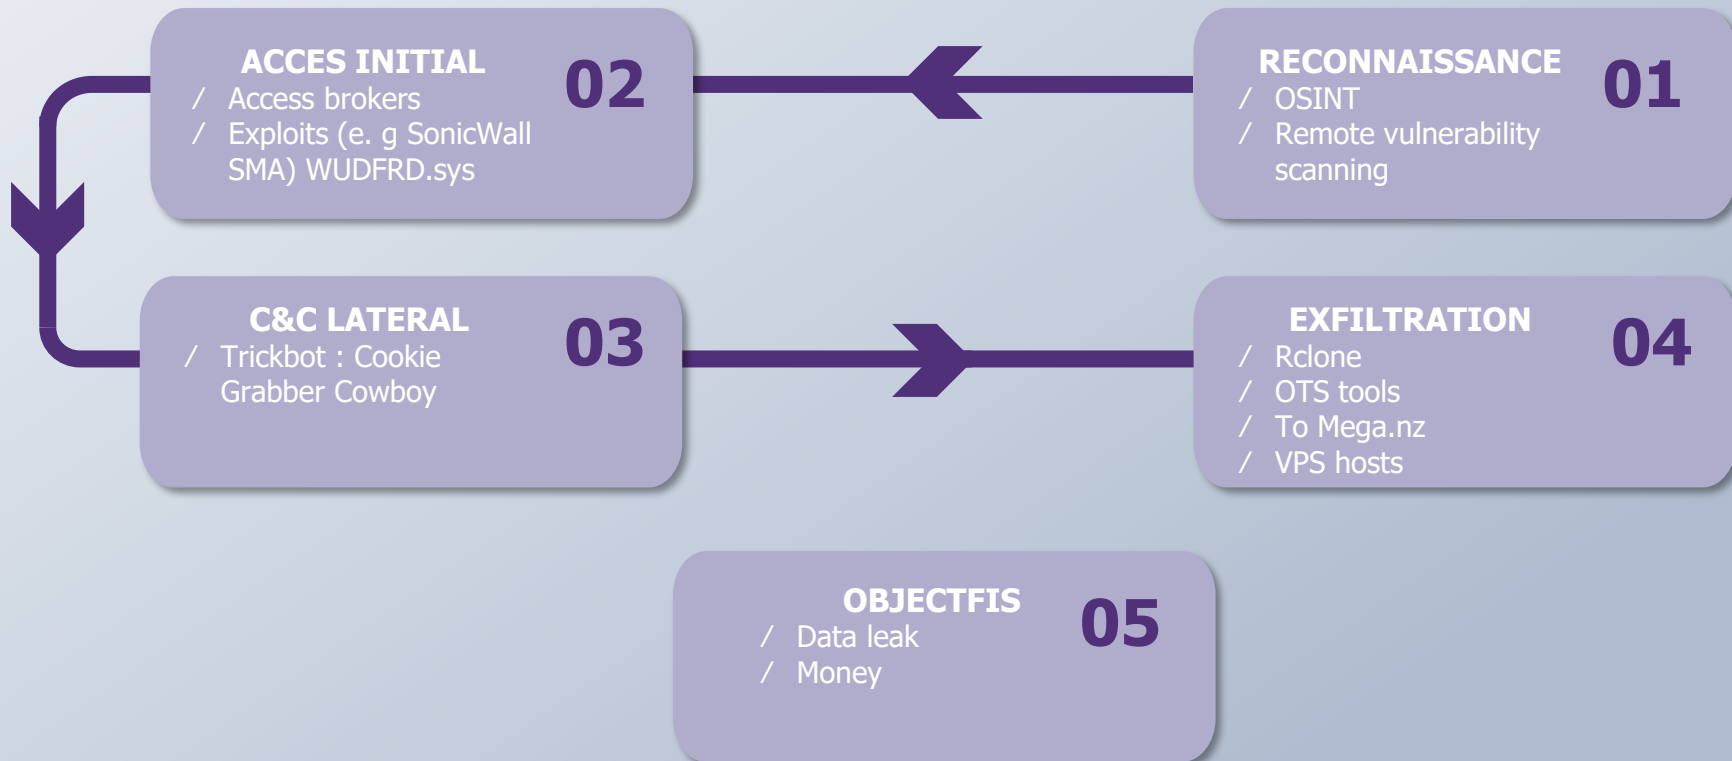 RECONNAISSANCE
01
/ OSINT
/ Remote vulnerability
scanning
ACCES INITIAL
02
/ Access brokers
/ Exploits (e. g SonicWall
SMA) WUDFRD.sys
C&C LATERAL
03
/ Trickbot : Cookie
Grabber Cowboy
EXFILTRATION
04
/ Rclone
/ OTS tools
/ To Mega.nz
/ VPS hosts
OBJECTFIS
05
/ Data leak
/ Money